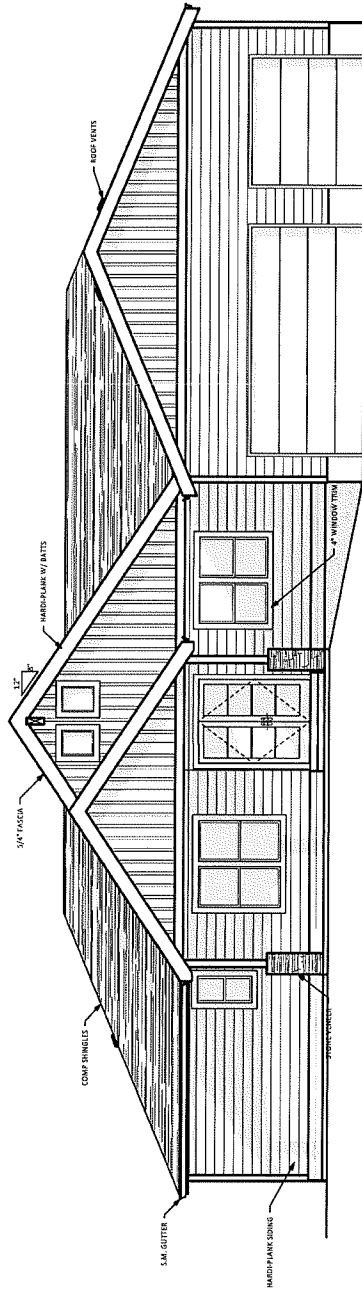 ROOF VENTS
HARDI-PLANK W/ BATTS
12"
8"
5/4" FASCIA
COMP SHINGLES
S.M. GUTTER
4" WINDOW TRIM
STONE VENEER
HARDI-PLANK SIDING